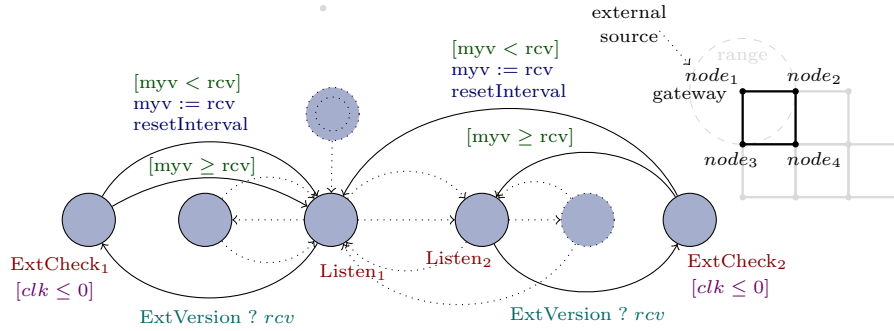 external
source
[myv < rcv]
myv := rcv
resetInterval
[myv < rcv]
myv := rcv
resetInterval
range
node1
node2
gateway
[myv ≥ rcv]
[myv ≥ rcv]
node3
node4
ExtCheck1
[clk ≤ 0]
Listen1
Listen2
ExtCheck2
[clk ≤ 0]
ExtVersion ? rcv
ExtVersion ? rcv